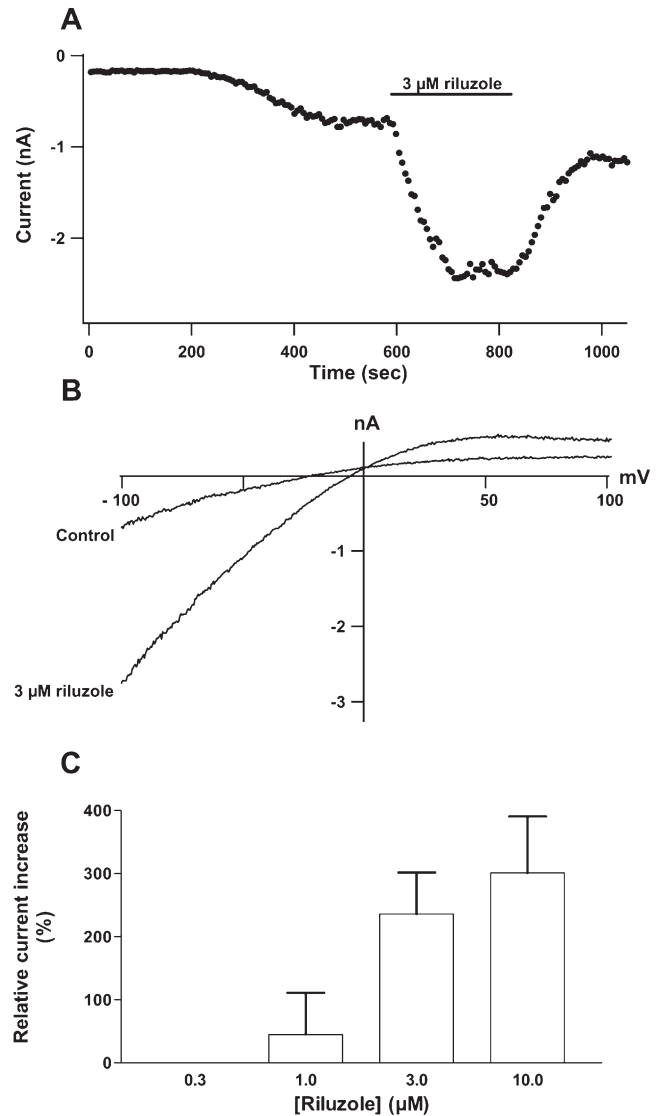 A
0
-1
-2
Current (nA)
3 µM riluzole
0 200 400 600 800 1000
Time (sec)
B
nA
mV
- 100 50 100
Control
-1
-2
3 µM riluzole
-3
C
Relative current increase
(%)
400
300
200
100
0
0.3 1.0 3.0 10.0
[Riluzole] (µM)